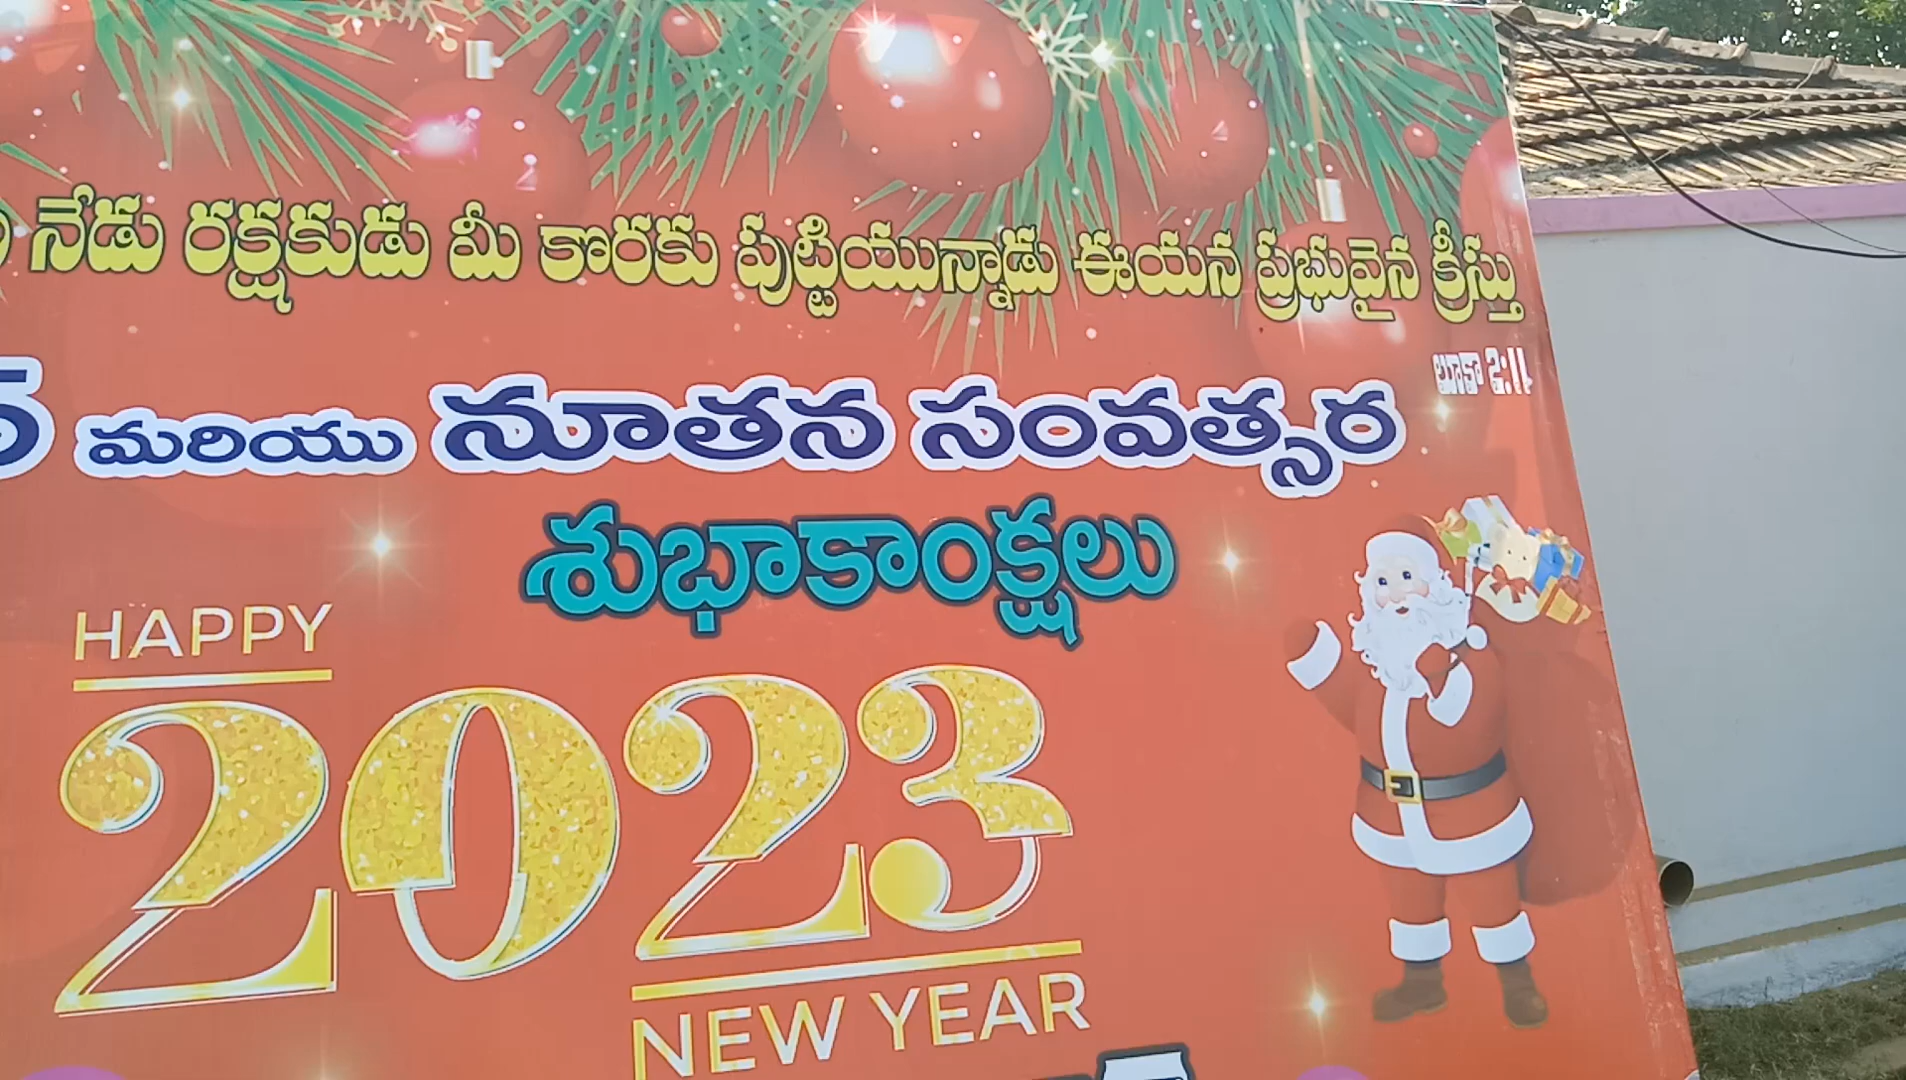 నేడు రక్షకుడు మీ కొరకు పుట్టియున్నాడు ఈయన ప్రభువైన క్రీస్తు
లూకా 2:11
మరియు నూతన సంవత్సర
శుభాకాంక్షలు
HAPPY
2023
NEW YEAR